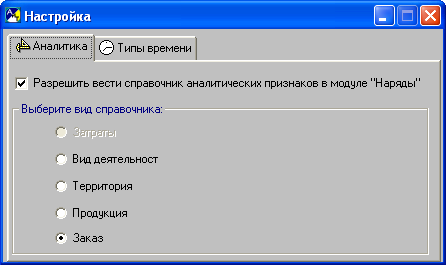 Настройка
Аналитика
Типы времени
Разрешить вести справочник аналитических признаков в модуле "Наряды"
Выберите вид справочника:
Затраты
Вид деятельност
Территория
Продукция
Заказ